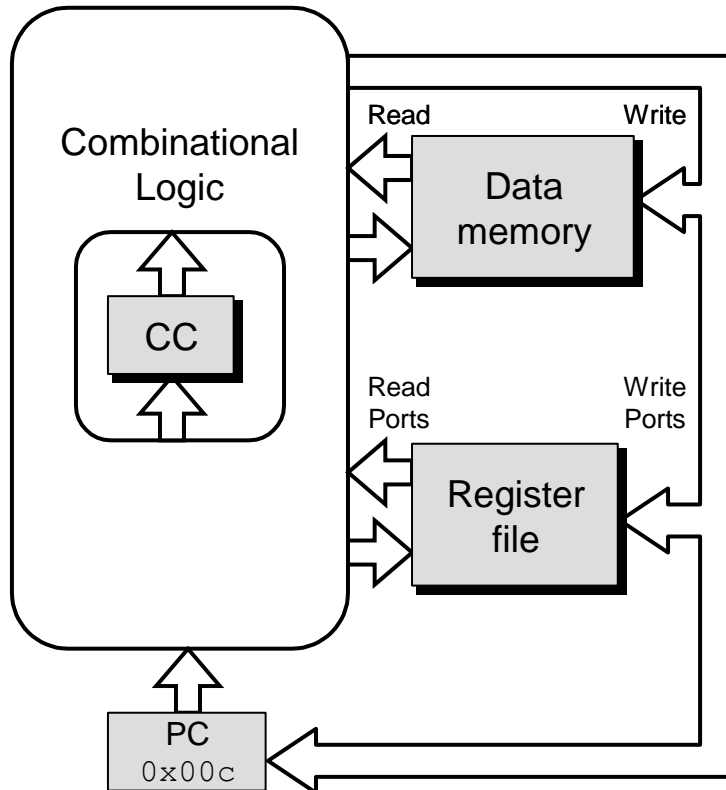 Combinational
Logic
CC
Read
Write
Data
memory
Read
Ports
Write
Ports
Register
file
PC
0x00c